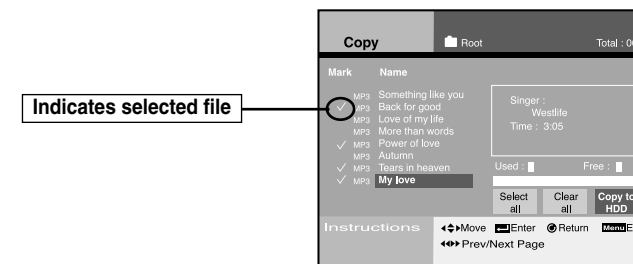 Copy
Root
Total : 0
Mark Name
MP3 Something like you
✓ MP3 Back for good
MP3 Love of my life
MP3 More than words
✓ MP3 Power of love
MP3 Autumn
✓ MP3 Tears in heaven
✓ MP3 My love
Indicates selected file
Singer :
Westlife
Time : 3:05
Used :
Free :
Select all
Clear all
Copy to HDD
Instructions
Move Enter Return Menu E
Prev/Next Page